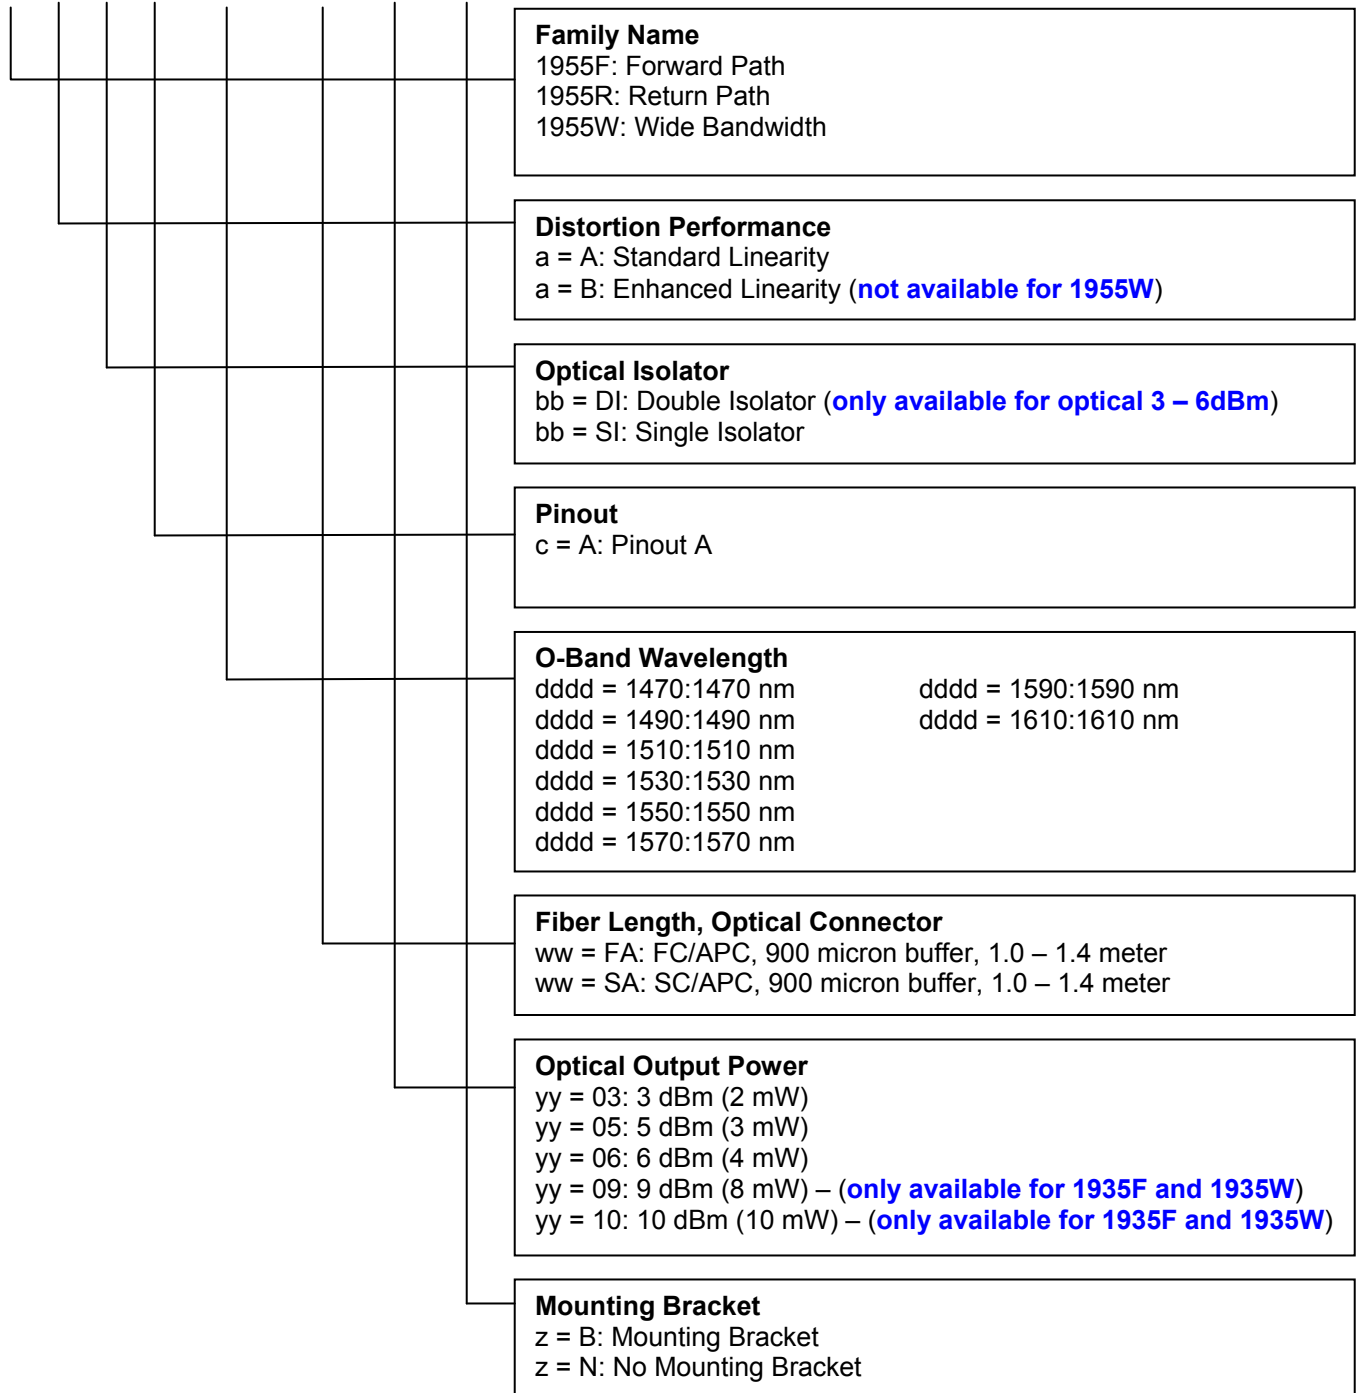 Family Name
1955F: Forward Path
1955R: Return Path
1955W: Wide Bandwidth
Distortion Performance
a = A: Standard Linearity
a = B: Enhanced Linearity (not available for 1955W)
Optical Isolator
bb = DI: Double Isolator (only available for optical 3 – 6dBm)
bb = SI: Single Isolator
Pinout
c = A: Pinout A
O-Band Wavelength
dddd = 1470:1470 nm dddd = 1590:1590 nm
dddd = 1490:1490 nm dddd = 1610:1610 nm
dddd = 1510:1510 nm
dddd = 1530:1530 nm
dddd = 1550:1550 nm
dddd = 1570:1570 nm
Fiber Length, Optical Connector
ww = FA: FC/APC, 900 micron buffer, 1.0 – 1.4 meter
ww = SA: SC/APC, 900 micron buffer, 1.0 – 1.4 meter
Optical Output Power
yy = 03: 3 dBm (2 mW)
yy = 05: 5 dBm (3 mW)
yy = 06: 6 dBm (4 mW)
yy = 09: 9 dBm (8 mW) – (only available for 1935F and 1935W)
yy = 10: 10 dBm (10 mW) – (only available for 1935F and 1935W)
Mounting Bracket
z = B: Mounting Bracket
z = N: No Mounting Bracket